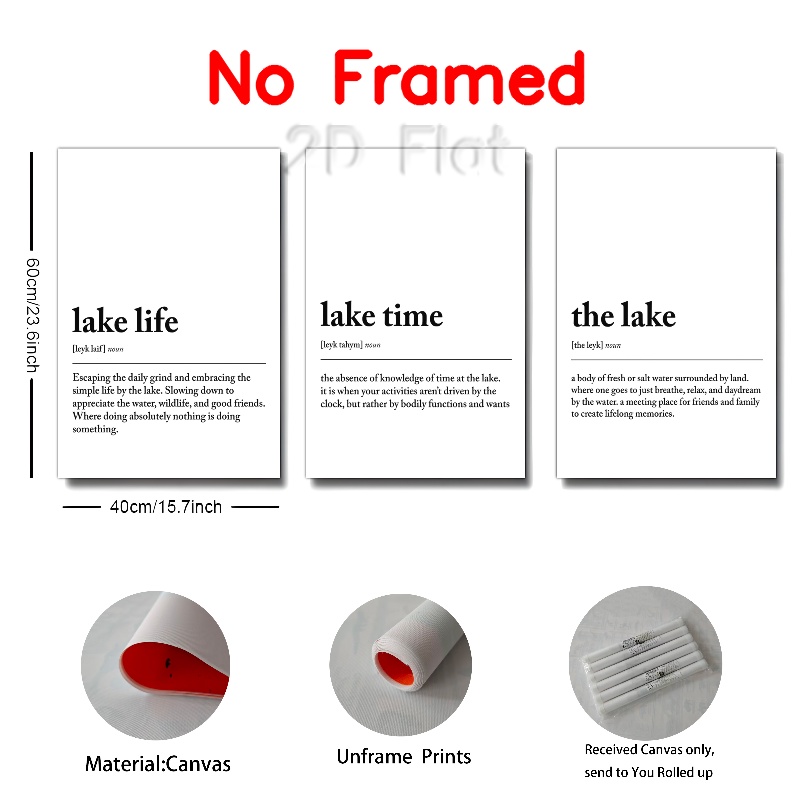 No Framed
2D Flat
60cm/23.6inch
lake life
[leyk laif] noun
Escaping the daily grind and embracing the
simple life by the lake. Slowing down to
appreciate the water, wildlife, and good friends.
Where doing absolutely nothing is doing
something.
lake time
[leyk tahym] noun
the absence of knowledge of time at the lake.
it is when your activities aren't driven by the
clock, but rather by bodily functions and wants
the lake
[the leyk] noun
a body of fresh or salt water surrounded by land.
where one goes to just breathe, relax, and daydream
by the water. a meeting place for friends and family
to create lifelong memories.
40cm/15.7inch
Material:Canvas
Unframe Prints
Received Canvas only,
send to You Rolled up